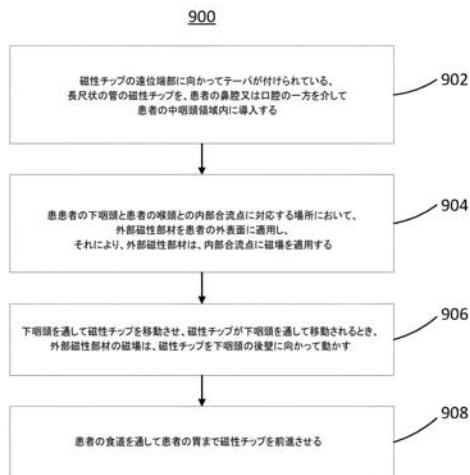 900
磁性チップの遠位端部に向かってテーパが付けられている、
長尺状の管の磁性チップを、患者の鼻腔又は口腔の一方を介して
患者の中咽頭領域内に導入する
902
患患者の下咽頭と患者の喉頭との内部合流点に対応する場所において、
外部磁性部材を患者の外表面に適用し、
それにより、外部磁性部材は、内部合流点に磁場を適用する
904
下咽頭を通して磁性チップを移動させ、磁性チップが下咽頭を通して移動されるとき、
外部磁性部材の磁場は、磁性チップを下咽頭の後壁に向かって動かす
906
患者の食道を通して患者の胃まで磁性チップを前進させる
908